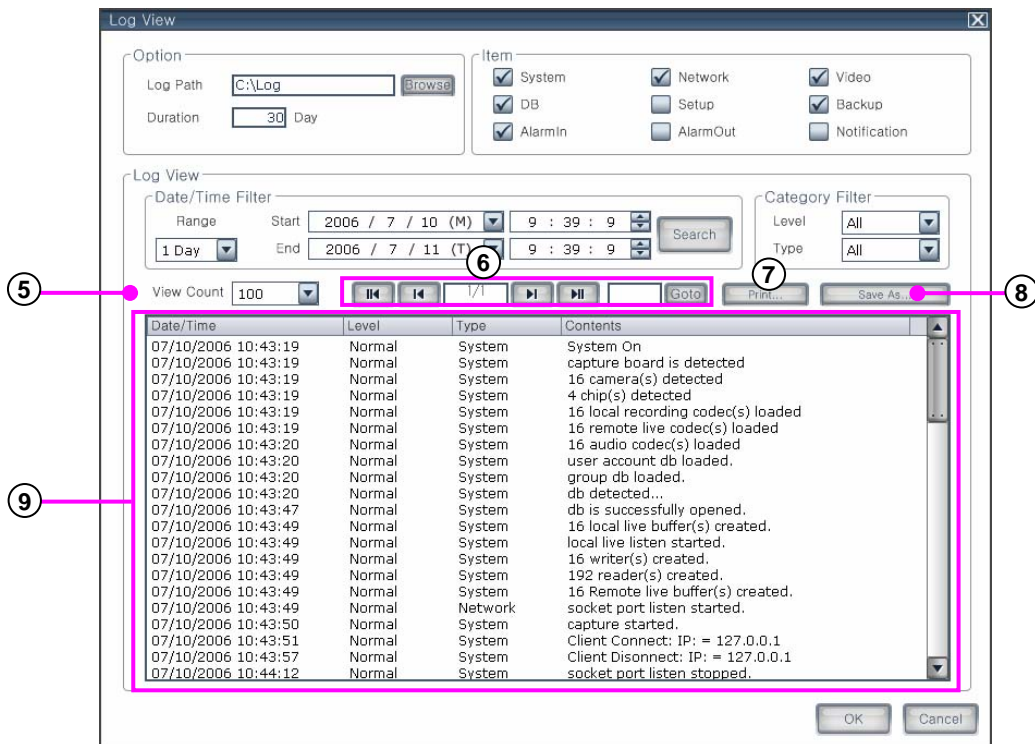 Log View
Option
Item
Log Path C:\Log Browse
Duration 30 Day
System Network Video
DB Setup Backup
AlarmIn AlarmOut Notification
Log View
Date/Time Filter
Category Filter
Range Start 2006 / 7 / 10 (M) 9 : 39 : 9 Search Level All
1 Day End 2006 / 7 / 11 (T) 9 : 39 : 9 Type All
6 7
5 View Count 100 1/1 Goto Print... Save As... 8
Date/Time Level Type Contents
07/10/2006 10:43:19 Normal System System On
07/10/2006 10:43:19 Normal System capture board is detected
07/10/2006 10:43:19 Normal System 16 camera(s) detected
07/10/2006 10:43:19 Normal System 4 chip(s) detected
07/10/2006 10:43:19 Normal System 16 local recording codec(s) loaded
07/10/2006 10:43:19 Normal System 16 remote live codec(s) loaded
07/10/2006 10:43:20 Normal System 16 audio codec(s) loaded
07/10/2006 10:43:20 Normal System user account db loaded.
07/10/2006 10:43:20 Normal System group db loaded.
07/10/2006 10:43:20 Normal System db detected...
9
07/10/2006 10:43:47 Normal System db is successfully opened.
07/10/2006 10:43:49 Normal System 16 local live buffer(s) created.
07/10/2006 10:43:49 Normal System local live listen started.
07/10/2006 10:43:49 Normal System 16 writer(s) created.
07/10/2006 10:43:49 Normal System 192 reader(s) created.
07/10/2006 10:43:49 Normal System 16 Remote live buffer(s) created.
07/10/2006 10:43:49 Normal Network socket port listen started.
07/10/2006 10:43:50 Normal System capture started.
07/10/2006 10:43:51 Normal System Client Connect: IP: = 127.0.0.1
07/10/2006 10:43:57 Normal System Client Disonnect: IP: = 127.0.0.1
07/10/2006 10:44:12 Normal System socket port listen stopped.
OK Cancel